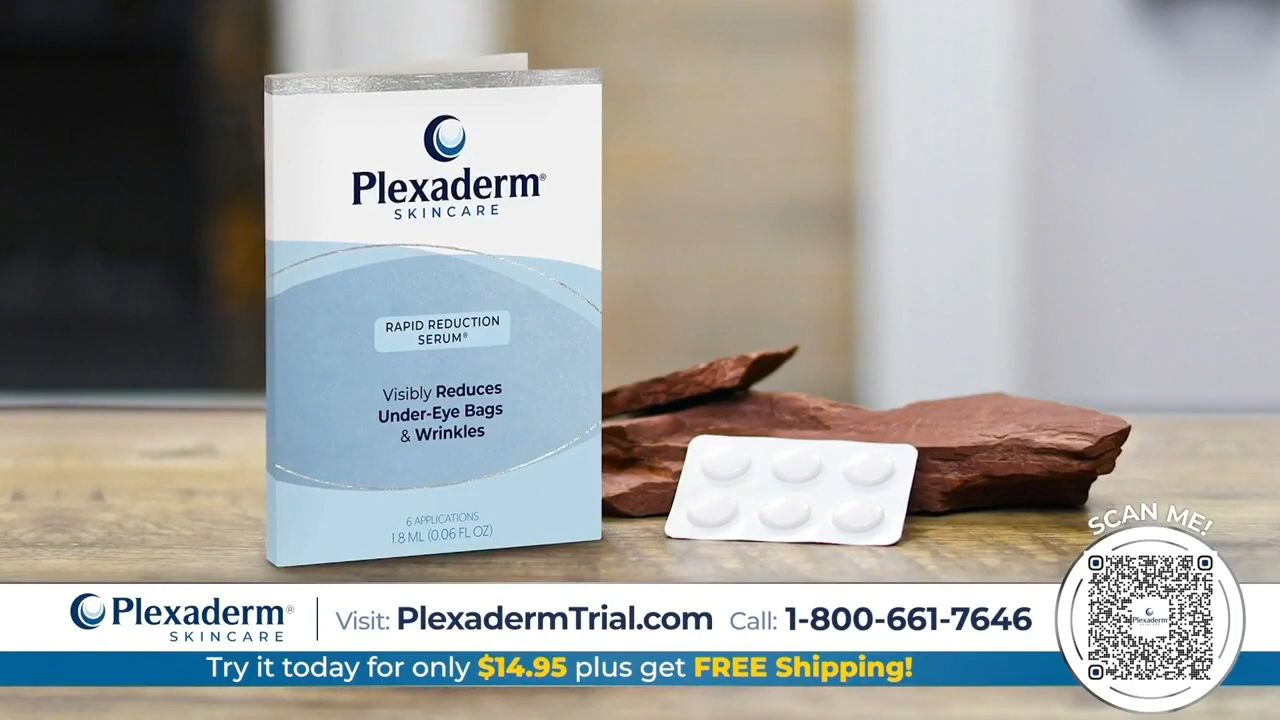 Plexaderm®
SKINCARE
RAPID REDUCTION
SERUM®
Visibly Reduces
Under-Eye Bags
& Wrinkles
6 APPLICATIONS
1.8 ML (0.06 FL OZ)
SCAN ME!
Plexaderm®
SKINCARE
Visit: PlexadermTrial.com Call: 1-800-661-7646
Plexaderm
Try it today for only $14.95 plus get FREE Shipping!